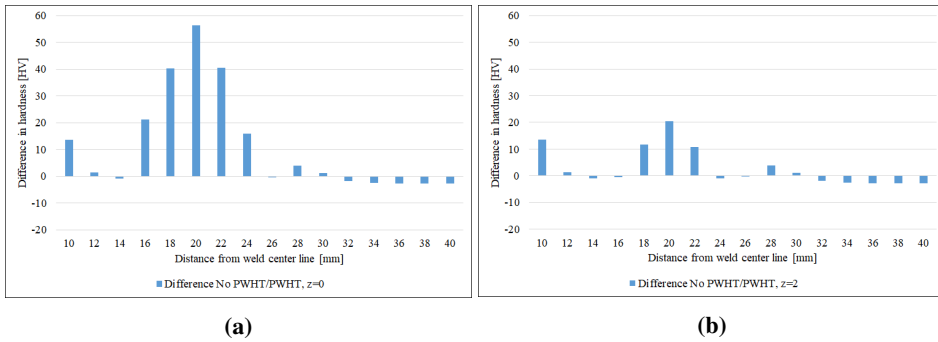 60
50
40
30
20
10
0
-10
-20
Difference in hardness [HV]
10 12 14 16 18 20 22 24 26 28 30 32 34 36 38 40
Distance from weld center line [mm]
Difference No PWHT/PWHT, z=0
(a)
60
50
40
30
20
10
0
-10
-20
Difference in hardness [HV]
10 12 14 16 18 20 22 24 26 28 30 32 34 36 38 40
Distance from weld center line [mm]
Difference No PWHT/PWHT, z=2
(b)